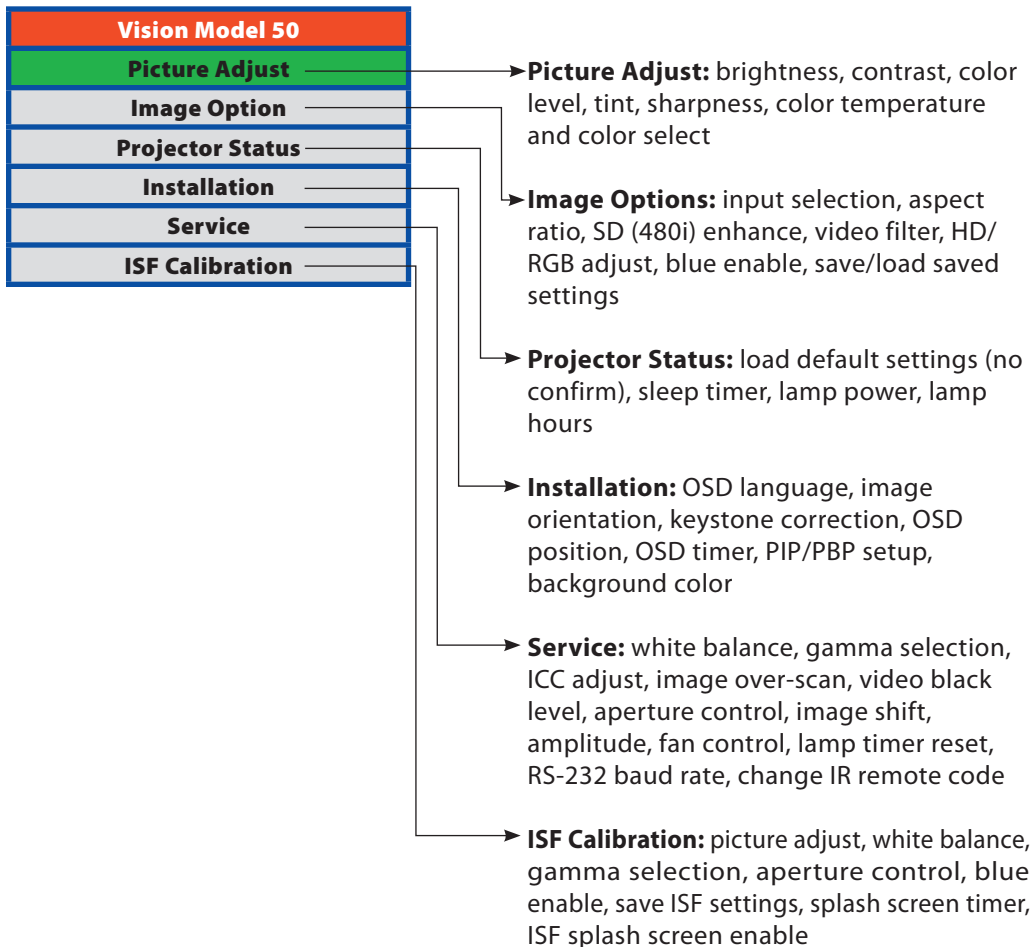 Vision Model 50
Picture Adjust
Image Option
Projector Status
Installation
Service
ISF Calibration
Picture Adjust: brightness, contrast, color
level, tint, sharpness, color temperature
and color select
Image Options: input selection, aspect
ratio, SD (480i) enhance, video filter, HD/
RGB adjust, blue enable, save/load saved
settings
Projector Status: load default settings (no
confirm), sleep timer, lamp power, lamp
hours
Installation: OSD language, image
orientation, keystone correction, OSD
position, OSD timer, PIP/PBP setup,
background color
Service: white balance, gamma selection,
ICC adjust, image over-scan, video black
level, aperture control, image shift,
amplitude, fan control, lamp timer reset,
RS-232 baud rate, change IR remote code
ISF Calibration: picture adjust, white balance,
gamma selection, aperture control, blue
enable, save ISF settings, splash screen timer,
ISF splash screen enable